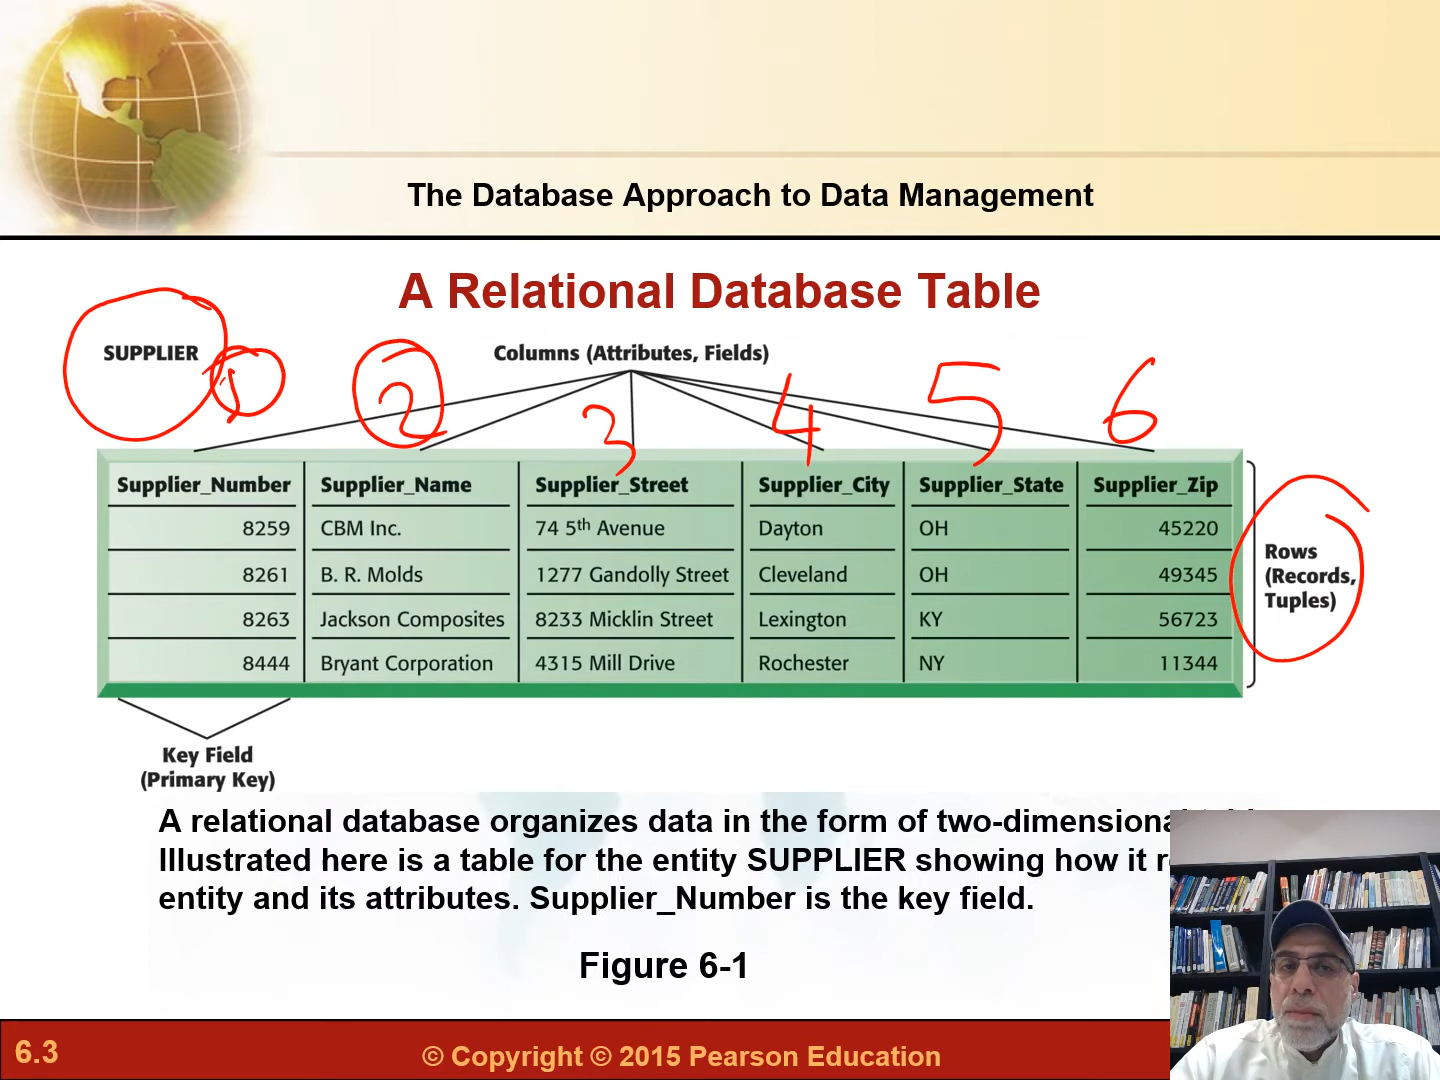 The Database Approach to Data Management
A Relational Database Table
SUPPLIER
Columns (Attributes, Fields)
1 2 3 4 5 6
Supplier_Number Supplier_Name Supplier_Street Supplier_City Supplier_State Supplier_Zip
8259 CBM Inc. 74 5th Avenue Dayton OH 45220
8261 B. R. Molds 1277 Gandolly Street Cleveland OH 49345
8263 Jackson Composites 8233 Micklin Street Lexington KY 56723
8444 Bryant Corporation 4315 Mill Drive Rochester NY 11344
Rows
(Records,
Tuples)
Key Field
(Primary Key)
A relational database organizes data in the form of two-dimensiona
Illustrated here is a table for the entity SUPPLIER showing how it
entity and its attributes. Supplier_Number is the key field.
Figure 6-1
6.3
© Copyright © 2015 Pearson Education